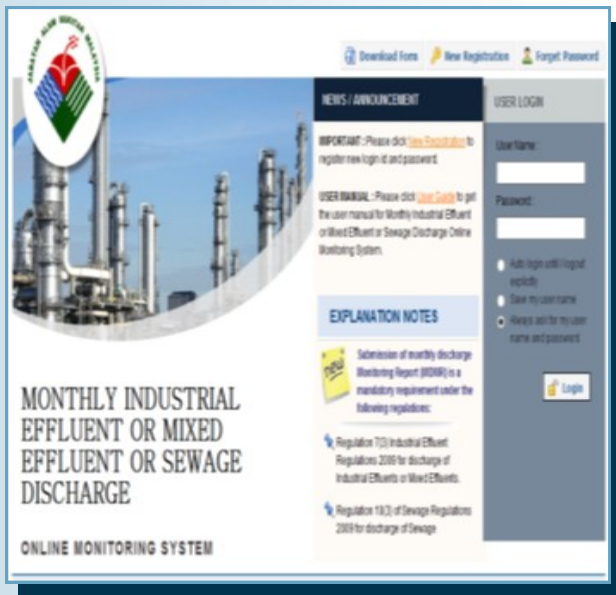 JABATAN ALAM SEKITAR MALAYSIA
Download Form New Registration Forget Password
NEWS / ANNOUNCEMENT
IMPORTANT : Please click New Registration to
register new login id and password.
USER MANUAL : Please click User Guide to get
the user manual for Monthly Industrial Effluent
or Mixed Effluent or Sewage Discharge Online
Monitoring System.
EXPLANATION NOTES
new
Submission of monthly discharge
Monitoring Report (MDMR) is a
mandatory requirement under the
following regulations:
Regulation 7(3) Industrial Effluent
Regulations 2009 for discharge of
Industrial Effluents or Mixed Effluents.
Regulation 10(3) of Sewage Regulations
2009 for discharge of Sewage
USER LOGIN
User Name :
Password :
Auto login until I logout
explicitly
Save my user name
Always ask for my user
name and password
Login
MONTHLY INDUSTRIAL
EFFLUENT OR MIXED
EFFLUENT OR SEWAGE
DISCHARGE
ONLINE MONITORING SYSTEM